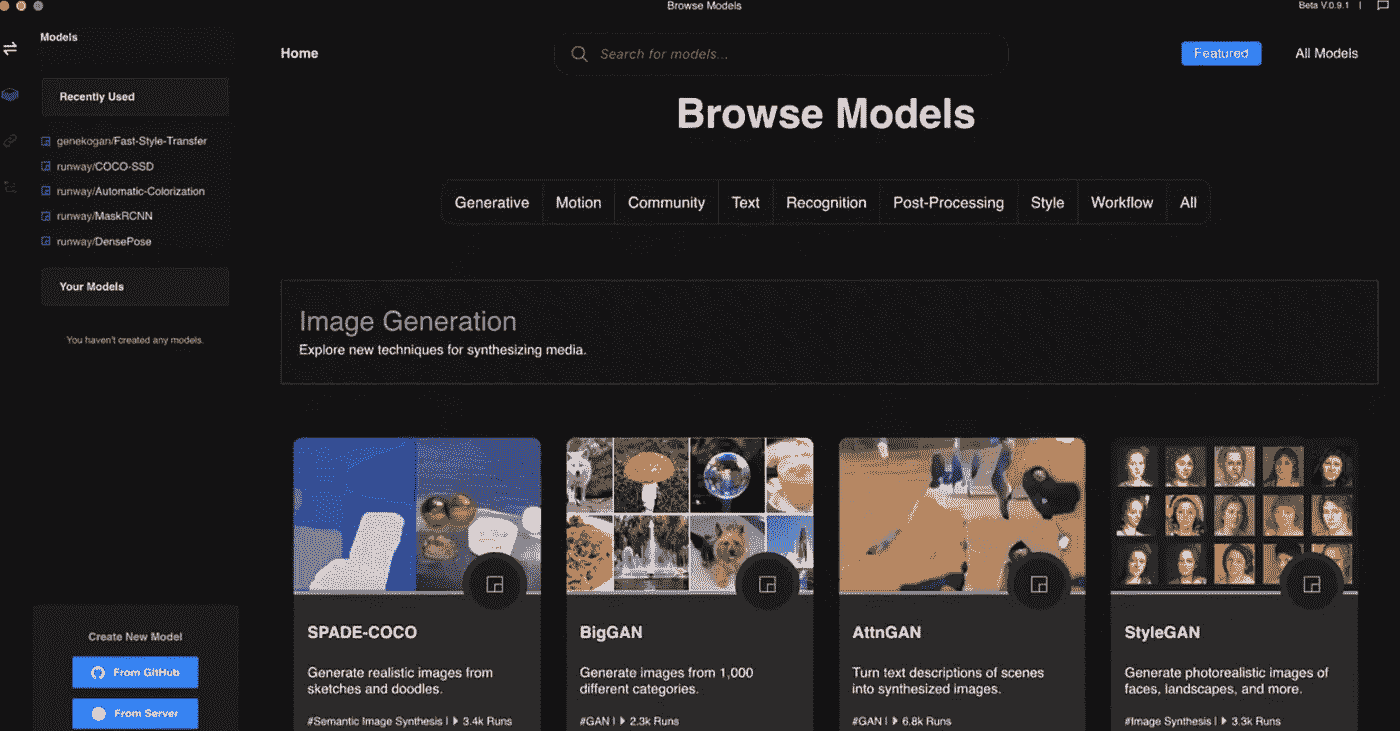 Browse Models
Beta V.0.9.1 |
Models
Home
Search for models...
Featured
All Models
Recently Used
Browse Models
genekogan/Fast-Style-Transfer
runway/COCO-SSD
runway/Automatic-Colorization
runway/MaskRCNN
runway/DensePose
Generative
Motion
Community
Text
Recognition
Post-Processing
Style
Workflow
All
Your Models
You haven't created any models.
Image Generation
Explore new techniques for synthesizing media.
SPADE-COCO
Generate realistic images from
sketches and doodles.
#Semantic Image Synthesis | 3.4k Runs
BigGAN
Generate images from 1,000
different categories.
#GAN | 2.3k Runs
AttnGAN
Turn text descriptions of scenes
into synthesized images.
#GAN | 6.8k Runs
StyleGAN
Generate photorealistic images of
faces, landscapes, and more.
#Image Synthesis | 3.3k Runs
Create New Model
From GitHub
From Server